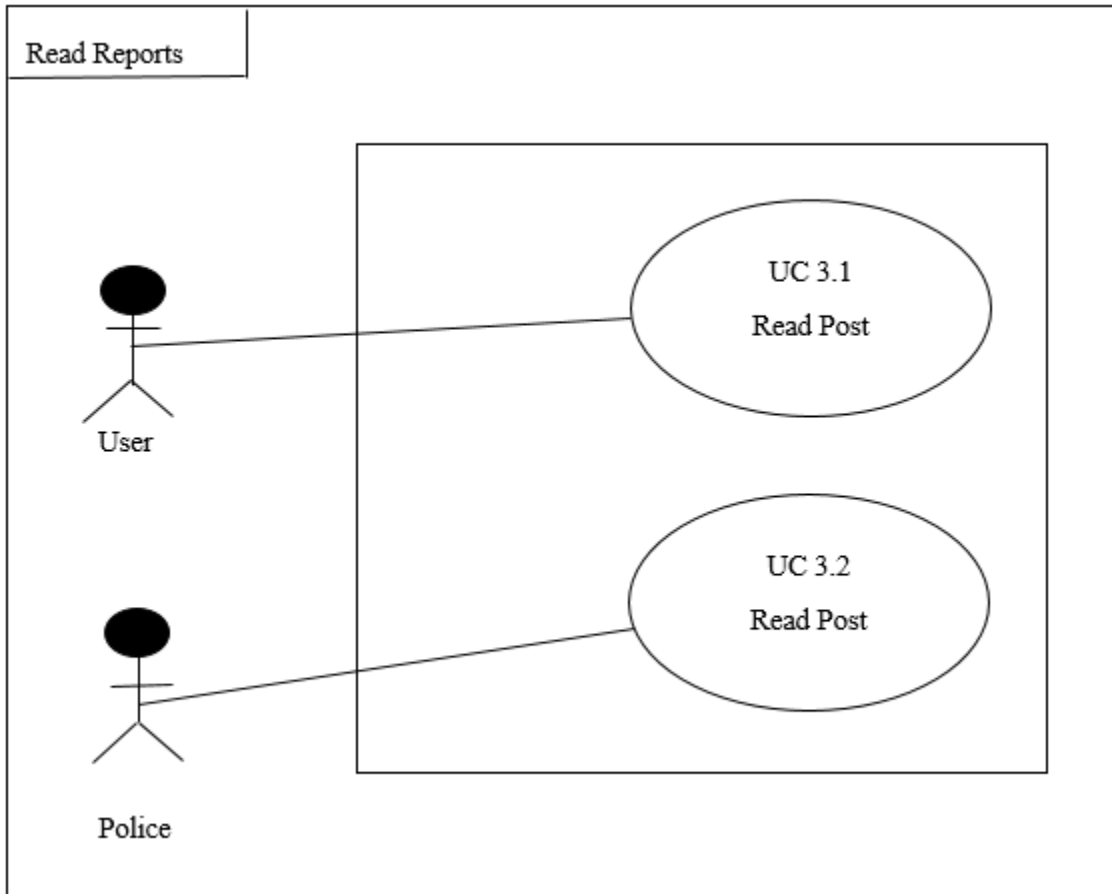 Read Reports
UC 3.1
Read Post
User
UC 3.2
Read Post
Police